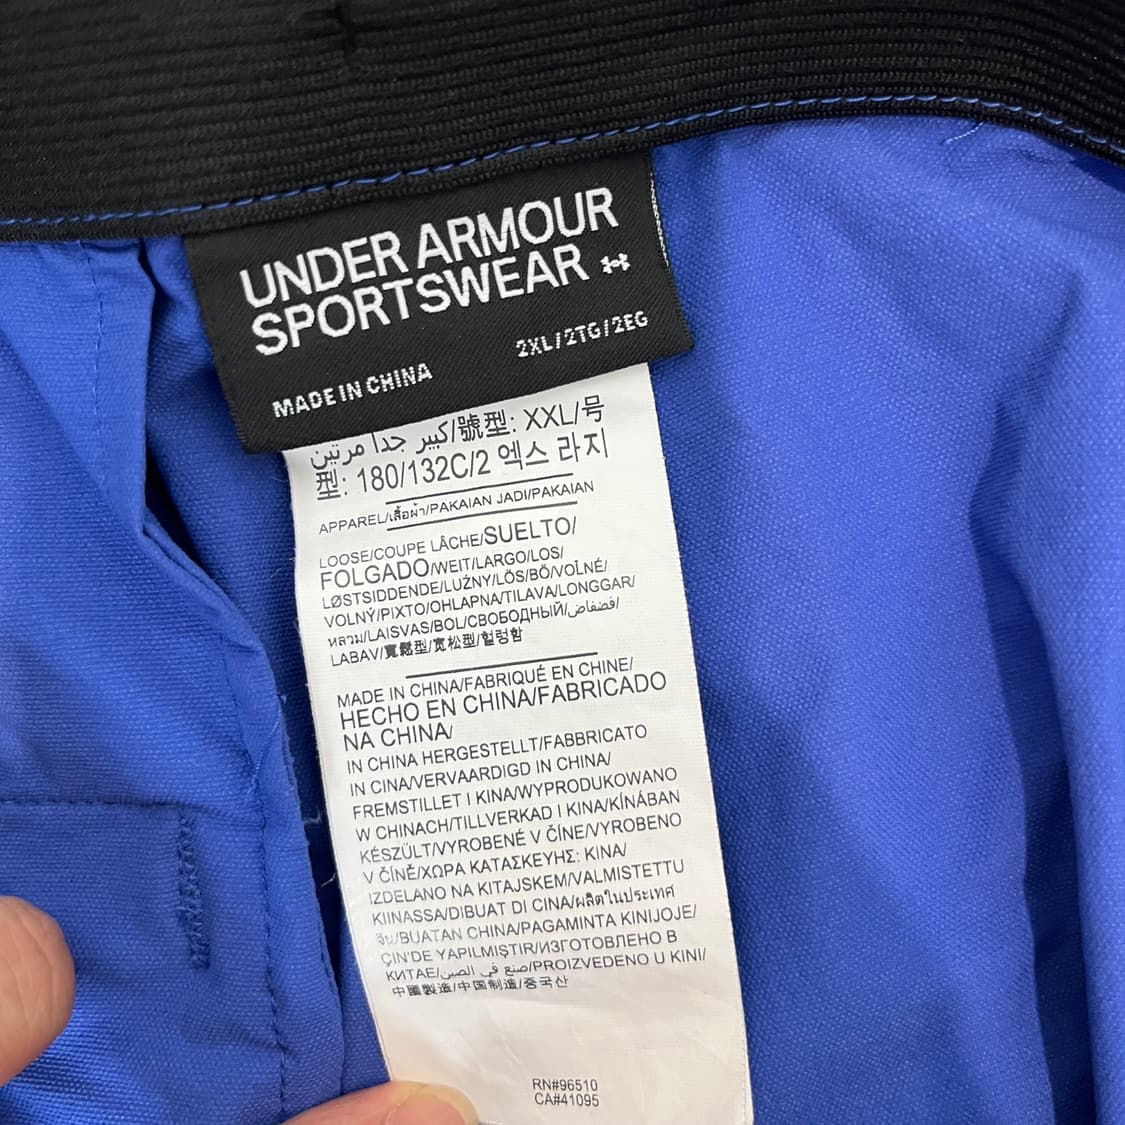 UNDER ARMOUR
SPORTSWEAR
MADE IN CHINA
2XL/2TG/2EG
كبير جداً مرتين/號型: XXL/号
型: 180/132C/2 엑스 라지
APPAREL/เสื้อผ้า/PAKAIAN JADI/PAKAIAN
LOOSE/COUPE LÂCHE/SUELTO/
FOLGADO/WEIT/LARGO/LOS/
LØSTSIDDENDE/LUŹNY/LÖS/BŐ/VOĽNÉ/
VOLNÝ/ΡΙΧΤΟ/OHLAPNA/TILAVA/LONGGAR/
หลวม/LAISVAS/BOL/СВОБОДНЫЙ/فضفاض/
LABAV/寬鬆型/宽松型/헐렁함
MADE IN CHINA/FABRIQUÉ EN CHINE/
HECHO EN CHINA/FABRICADO
NA CHINA/
IN CHINA HERGESTELLT/FABBRICATO
IN CINA/VERVAARDIGD IN CHINA/
FREMSTILLET I KINA/WYPRODUKOWANO
W CHINACH/TILLVERKAD I KINA/KÍNÁBAN
KÉSZÜLT/VYROBENÉ V ČÍNE/VYROBENO
V ČÍNĚ/ΧΩΡΑ ΚΑΤΑΣΚΕΥΗΣ: ΚΙΝΑ/
IZDELANO NA KITAJSKEM/VALMISTETTU
KIINASSA/DIBUAT DI CINA/ผลิตในประเทศ
จีน/BUATAN CHINA/PAGAMINTA KINIJOJE/
ÇIN'DE YAPILMIŞTIR/ИЗГОТОВЛЕНО В
КИТАЕ/صنع في الصين/PROIZVEDENO U KINI/
中國製造/中国制造/중국산
RN#96510
CA#41095